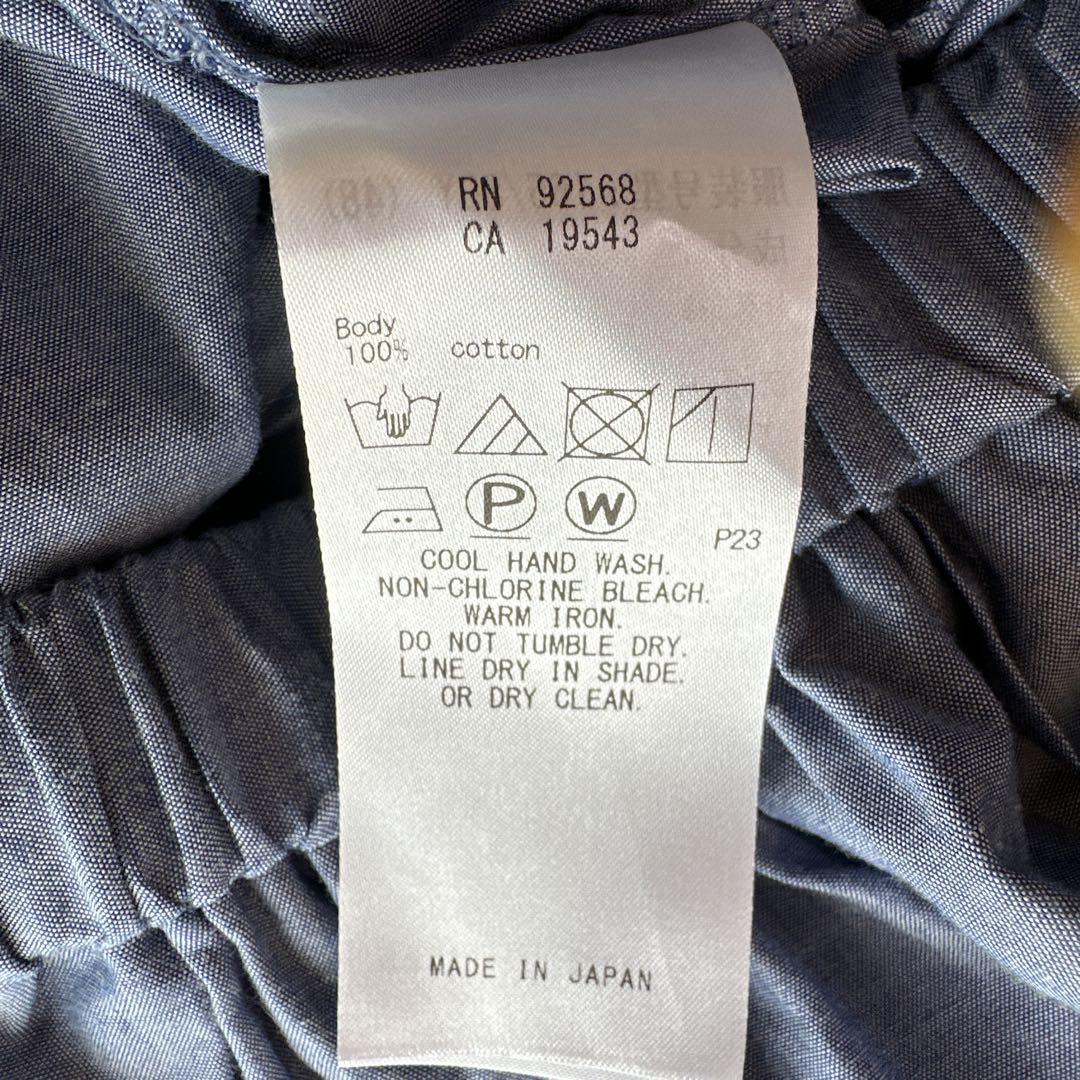 RN 92568
CA 19543
Body
100% cotton
P W
P23
COOL HAND WASH.
NON-CHLORINE BLEACH.
WARM IRON.
DO NOT TUMBLE DRY.
LINE DRY IN SHADE.
OR DRY CLEAN.
MADE IN JAPAN